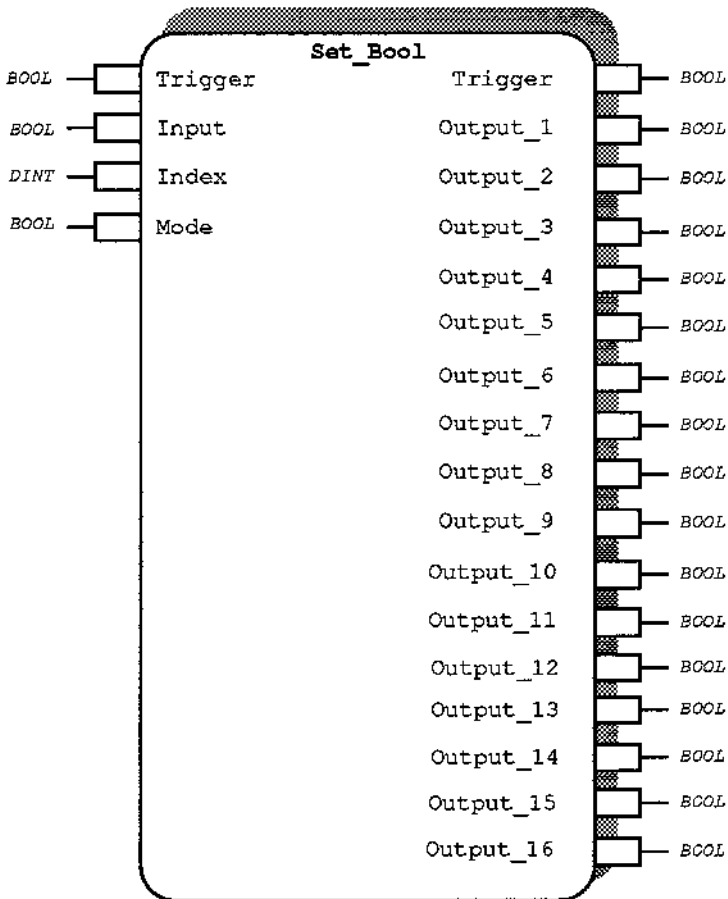 Set_Bool
BOOL Trigger Trigger BOOL
BOOL Input Output_1 BOOL
DINT Index Output_2 BOOL
BOOL Mode Output_3 BOOL
Output_4 BOOL
Output_5 BOOL
Output_6 BOOL
Output_7 BOOL
Output_8 BOOL
Output_9 BOOL
Output_10 BOOL
Output_11 BOOL
Output_12 BOOL
Output_13 BOOL
Output_14 BOOL
Output_15 BOOL
Output_16 BOOL